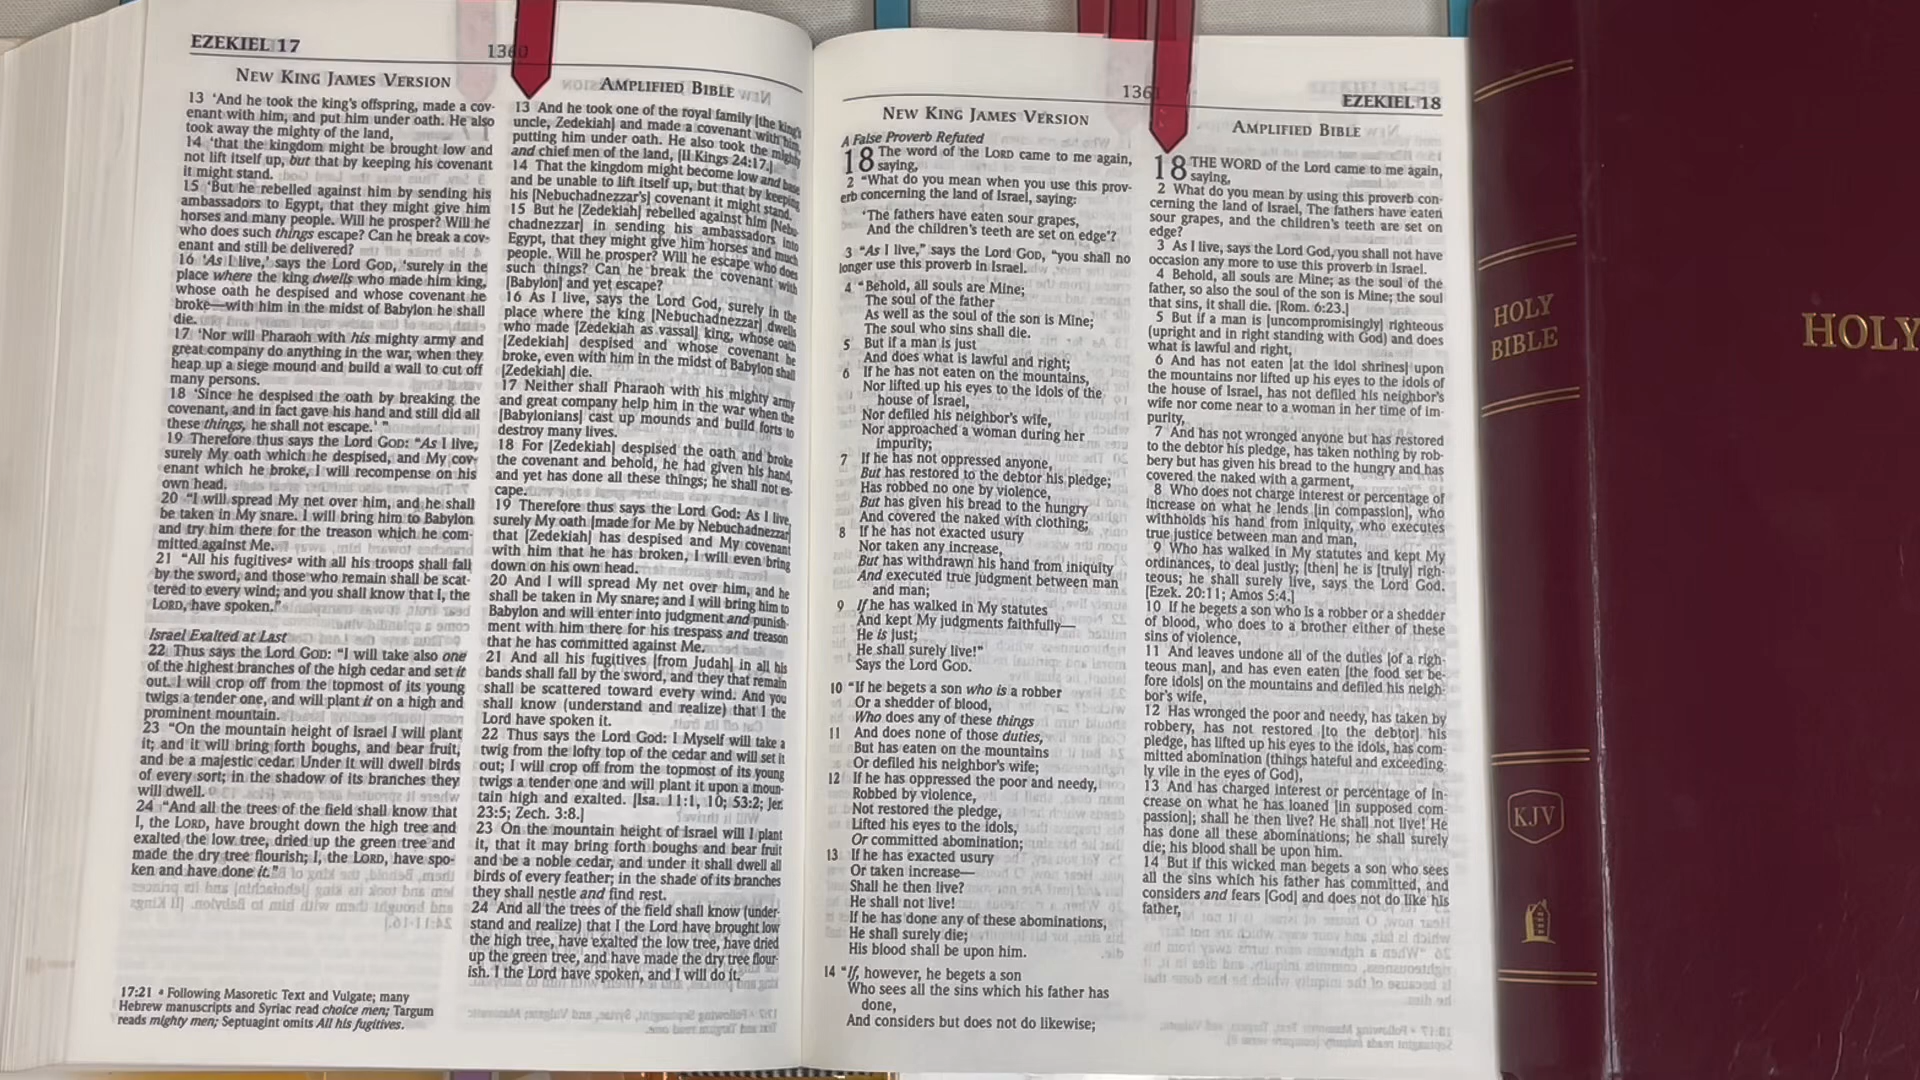 EZEKIEL 17
1360
NEW KING JAMES VERSION
13 'And he took the king's offspring, made a cov-
enant with him, and put him under oath. He also
took away the mighty of the land,
14 'that the kingdom might be brought low and
not lift itself up, but that by keeping his covenant
it might stand.
15 'But he rebelled against him by sending his
ambassadors to Egypt, that they might give him
horses and many people. Will he prosper? Will he
who does such things escape? Can he break a cov-
enant and still be delivered?
16 'As I live,' says the Lord GOD, 'surely in the
place where the king dwells who made him king,
whose oath he despised and whose covenant he
broke—with him in the midst of Babylon he shall
die.
17 'Nor will Pharaoh with his mighty army and
great company do anything in the war, when they
heap up a siege mound and build a wall to cut off
many persons.
18 'Since he despised the oath by breaking the
covenant, and in fact gave his hand and still did all
these things, he shall not escape.' "
19 Therefore thus says the Lord GOD: "As I live,
surely My oath which he despised, and My cov-
enant which he broke, I will recompense on his
own head.
20 "I will spread My net over him, and he shall
be taken in My snare. I will bring him to Babylon
and try him there for the treason which he com-
mitted against Me.
21 "All his fugitivesª with all his troops shall fall
by the sword, and those who remain shall be scat-
tered to every wind; and you shall know that I, the
LORD, have spoken."
Israel Exalted at Last
22 Thus says the Lord GOD: "I will take also one
of the highest branches of the high cedar and set it
out. I will crop off from the topmost of its young
twigs a tender one, and will plant it on a high and
prominent mountain.
23 "On the mountain height of Israel I will plant
it; and it will bring forth boughs, and bear fruit,
and be a majestic cedar. Under it will dwell birds
of every sort; in the shadow of its branches they
will dwell.
24 "And all the trees of the field shall know that
I, the LORD, have brought down the high tree and
exalted the low tree, dried up the green tree and
made the dry tree flourish; I, the LORD, have spo-
ken and have done it."
17:21 ª Following Masoretic Text and Vulgate; many
Hebrew manuscripts and Syriac read choice men; Targum
reads mighty men; Septuagint omits All his fugitives.
AMPLIFIED BIBLE
13 And he took one of the royal family [the king's
uncle, Zedekiah] and made a covenant with him,
putting him under oath. He also took the mighty
and chief men of the land, [II Kings 24:17.]
14 That the kingdom might become low and base
and be unable to lift itself up, but that by keeping
his [Nebuchadnezzar's] covenant it might stand.
15 But he [Zedekiah] rebelled against him [Nebu-
chadnezzar] in sending his ambassadors into
Egypt, that they might give him horses and much
people. Will he prosper? Will he escape who does
such things? Can he break the covenant with
[Babylon] and yet escape?
16 As I live, says the Lord God, surely in the
place where the king [Nebuchadnezzar] dwells
who made [Zedekiah as vassal] king, whose oath
[Zedekiah] despised and whose covenant he
broke, even with him in the midst of Babylon shall
[Zedekiah] die.
17 Neither shall Pharaoh with his mighty army
and great company help him in the war when the
[Babylonians] cast up mounds and build forts to
destroy many lives.
18 For [Zedekiah] despised the oath and broke
the covenant and behold, he had given his hand,
and yet has done all these things; he shall not es-
cape.
19 Therefore thus says the Lord God: As I live,
surely My oath [made for Me by Nebuchadnezzar]
that [Zedekiah] has despised and My covenant
with him that he has broken, I will even bring
down on his own head.
20 And I will spread My net over him, and he
shall be taken in My snare; and I will bring him to
Babylon and will enter into judgment and punish-
ment with him there for his trespass and treason
that he has committed against Me.
21 And all his fugitives [from Judah] in all his
bands shall fall by the sword, and they that remain
shall be scattered toward every wind. And you
shall know (understand and realize) that I the
Lord have spoken it.
22 Thus says the Lord God: I Myself will take a
twig from the lofty top of the cedar and will set it
out; I will crop off from the topmost of its young
twigs a tender one and will plant it upon a moun-
tain high and exalted. [Isa. 11:1, 10; 53:2; Jer.
23:5; Zech. 3:8.]
23 On the mountain height of Israel will I plant
it, that it may bring forth boughs and bear fruit
and be a noble cedar, and under it shall dwell all
birds of every feather; in the shade of its branches
they shall nestle and find rest.
24 And all the trees of the field shall know (under-
stand and realize) that I the Lord have brought low
the high tree, have exalted the low tree, have dried
up the green tree, and have made the dry tree flour-
ish. I the Lord have spoken, and I will do it.
1361
EZEKIEL 18
NEW KING JAMES VERSION
A False Proverb Refuted
18 The word of the LORD came to me again,
saying,
2 "What do you mean when you use this prov-
erb concerning the land of Israel, saying:
'The fathers have eaten sour grapes,
And the children's teeth are set on edge'?
3 "As I live," says the Lord GOD, "you shall no
longer use this proverb in Israel.
4 "Behold, all souls are Mine;
The soul of the father
As well as the soul of the son is Mine;
The soul who sins shall die.
5 But if a man is just
And does what is lawful and right;
6 If he has not eaten on the mountains,
Nor lifted up his eyes to the idols of the
house of Israel,
Nor defiled his neighbor's wife,
Nor approached a woman during her
impurity;
7 If he has not oppressed anyone,
But has restored to the debtor his pledge;
Has robbed no one by violence,
But has given his bread to the hungry
And covered the naked with clothing;
8 If he has not exacted usury
Nor taken any increase,
But has withdrawn his hand from iniquity
And executed true judgment between man
and man;
9 If he has walked in My statutes
And kept My judgments faithfully—
He is just;
He shall surely live!"
Says the Lord GOD.
10 "If he begets a son who is a robber
Or a shedder of blood,
Who does any of these things
11 And does none of those duties,
But has eaten on the mountains
Or defiled his neighbor's wife;
12 If he has oppressed the poor and needy,
Robbed by violence,
Not restored the pledge,
Lifted his eyes to the idols,
Or committed abomination;
13 If he has exacted usury
Or taken increase—
Shall he then live?
He shall not live!
If he has done any of these abominations,
He shall surely die;
His blood shall be upon him.
14 "If, however, he begets a son
Who sees all the sins which his father has
done,
And considers but does not do likewise;
AMPLIFIED BIBLE
18 THE WORD of the Lord came to me again,
saying,
2 What do you mean by using this proverb con-
cerning the land of Israel, The fathers have eaten
sour grapes, and the children's teeth are set on
edge?
3 As I live, says the Lord God, you shall not have
occasion any more to use this proverb in Israel.
4 Behold, all souls are Mine; as the soul of the
father, so also the soul of the son is Mine; the soul
that sins, it shall die. [Rom. 6:23.]
5 But if a man is [uncompromisingly] righteous
(upright and in right standing with God) and does
what is lawful and right,
6 And has not eaten [at the idol shrines] upon
the mountains nor lifted up his eyes to the idols of
the house of Israel, has not defiled his neighbor's
wife nor come near to a woman in her time of im-
purity,
7 And has not wronged anyone but has restored
to the debtor his pledge, has taken nothing by rob-
bery but has given his bread to the hungry and has
covered the naked with a garment,
8 Who does not charge interest or percentage of
increase on what he lends [in compassion], who
withholds his hand from iniquity, who executes
true justice between man and man,
9 Who has walked in My statutes and kept My
ordinances, to deal justly; [then] he is [truly] righ-
teous; he shall surely live, says the Lord God.
[Ezek. 20:11; Amos 5:4.]
10 If he begets a son who is a robber or a shedder
of blood, who does to a brother either of these
sins of violence,
11 And leaves undone all of the duties [of a righ-
teous man], and has even eaten [the food set be-
fore idols] on the mountains and defiled his neigh-
bor's wife,
12 Has wronged the poor and needy, has taken by
robbery, has not restored [to the debtor] his
pledge, has lifted up his eyes to the idols, has com-
mitted abomination (things hateful and exceeding-
ly vile in the eyes of God),
13 And has charged interest or percentage of in-
crease on what he has loaned [in supposed com-
passion]; shall he then live? He shall not live! He
has done all these abominations; he shall surely
die; his blood shall be upon him.
14 But if this wicked man begets a son who sees
all the sins which his father has committed, and
considers and fears [God] and does not do like his
father,
HOLY
BIBLE
KJV
HOLY